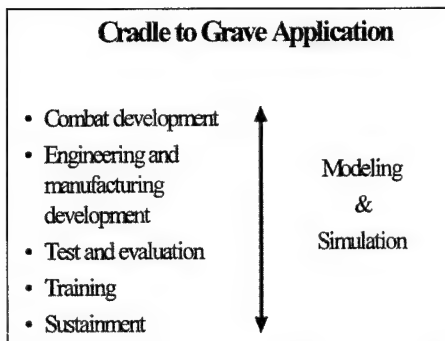 Cradle to Grave Application
• Combat development
• Engineering and
manufacturing
development
• Test and evaluation
• Training
• Sustainment
Modeling
&
Simulation